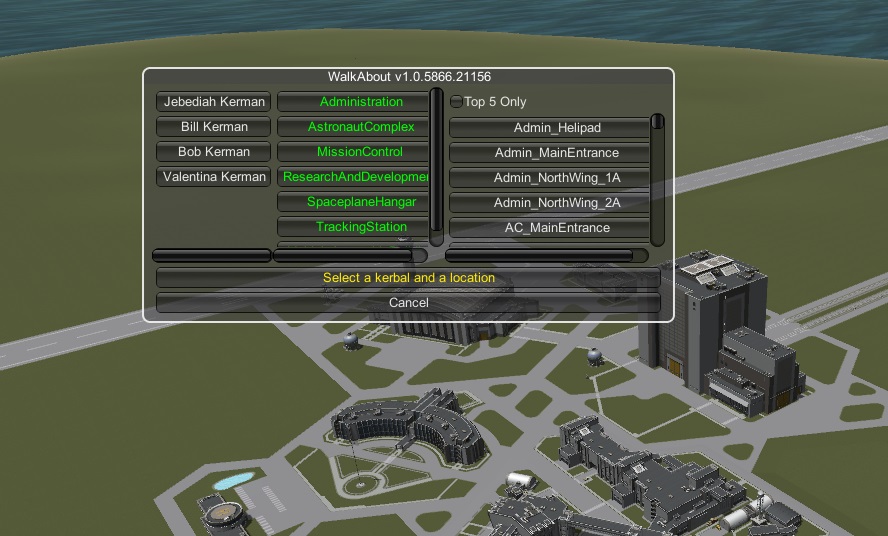 WalkAbout v1.0.5866.21156
Jebediah Kerman
Bill Kerman
Bob Kerman
Valentina Kerman
Administration
AstronautComplex
MissionControl
ResearchAndDevelopmen
SpaceplaneHangar
TrackingStation
Top 5 Only
Admin_Helipad
Admin_MainEntrance
Admin_NorthWing_1A
Admin_NorthWing_2A
AC_MainEntrance
Select a kerbal and a location
Cancel